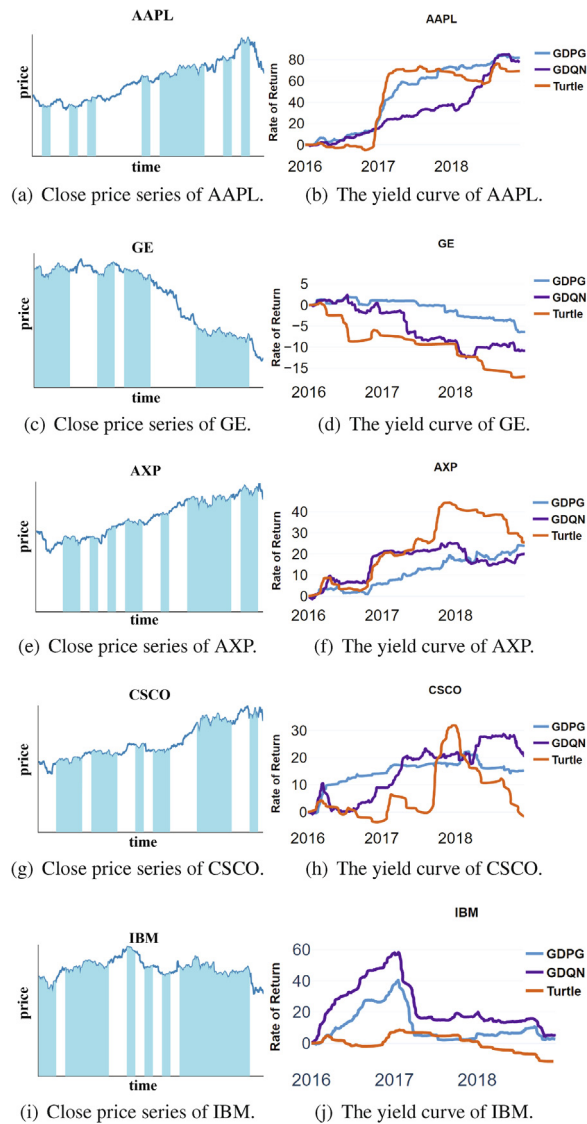 AAPL
price
time
(a) Close price series of AAPL.
AAPL
Rate of Return
80
60
40
20
0
2016 2017 2018
GDPG
GDQN
Turtle
(b) The yield curve of AAPL.
GE
price
time
(c) Close price series of GE.
GE
Rate of Return
5
0
−5
−10
−15
2016 2017 2018
GDPG
GDQN
Turtle
(d) The yield curve of GE.
AXP
price
time
(e) Close price series of AXP.
AXP
Rate of Return
40
30
20
10
0
2016 2017 2018
GDPG
GDQN
Turtle
(f) The yield curve of AXP.
CSCO
price
time
(g) Close price series of CSCO.
CSCO
Rate of Return
30
20
10
0
2016 2017 2018
GDPG
GDQN
Turtle
(h) The yield curve of CSCO.
IBM
price
time
(i) Close price series of IBM.
IBM
Rate of Return
60
40
20
0
2016 2017 2018
GDPG
GDQN
Turtle
(j) The yield curve of IBM.